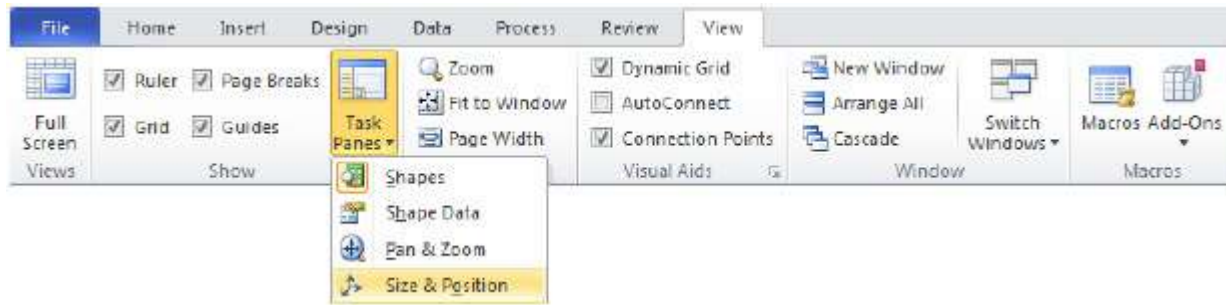 File Home Insert Design Data Process Review View
Full Screen
Ruler Page Breaks
Grid Guides
Task Panes
Zoom
Fit to Window
Page Width
Dynamic Grid
AutoConnect
Connection Points
New Window
Arrange All
Cascade
Switch Windows
Macros Add-Ons
Views Show Visual Aids Window Macros
Shapes
Shape Data
Pan & Zoom
Size & Position